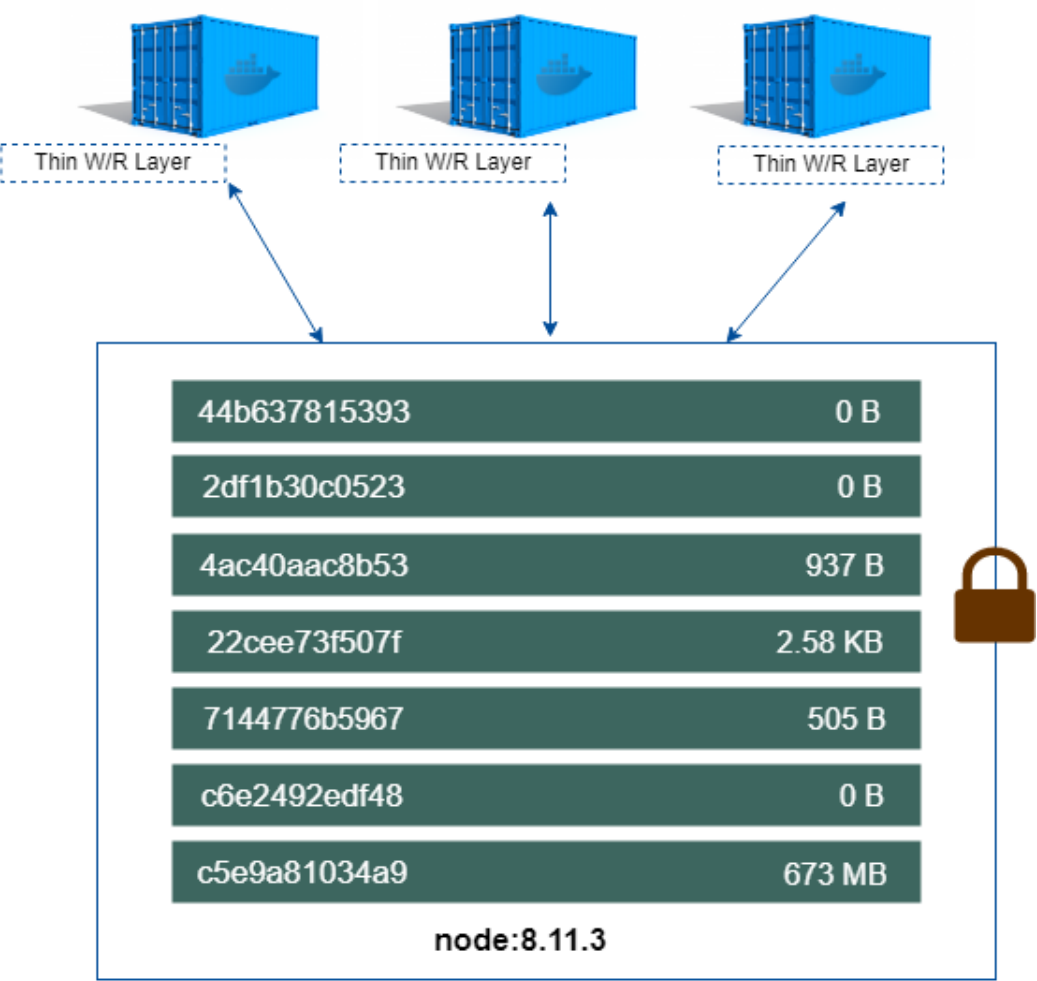 Thin W/R Layer
Thin W/R Layer
Thin W/R Layer
44b637815393 0 B
2df1b30c0523 0 B
4ac40aac8b53 937 B
22cee73f507f 2.58 KB
7144776b5967 505 B
c6e2492edf48 0 B
c5e9a81034a9 673 MB
node:8.11.3